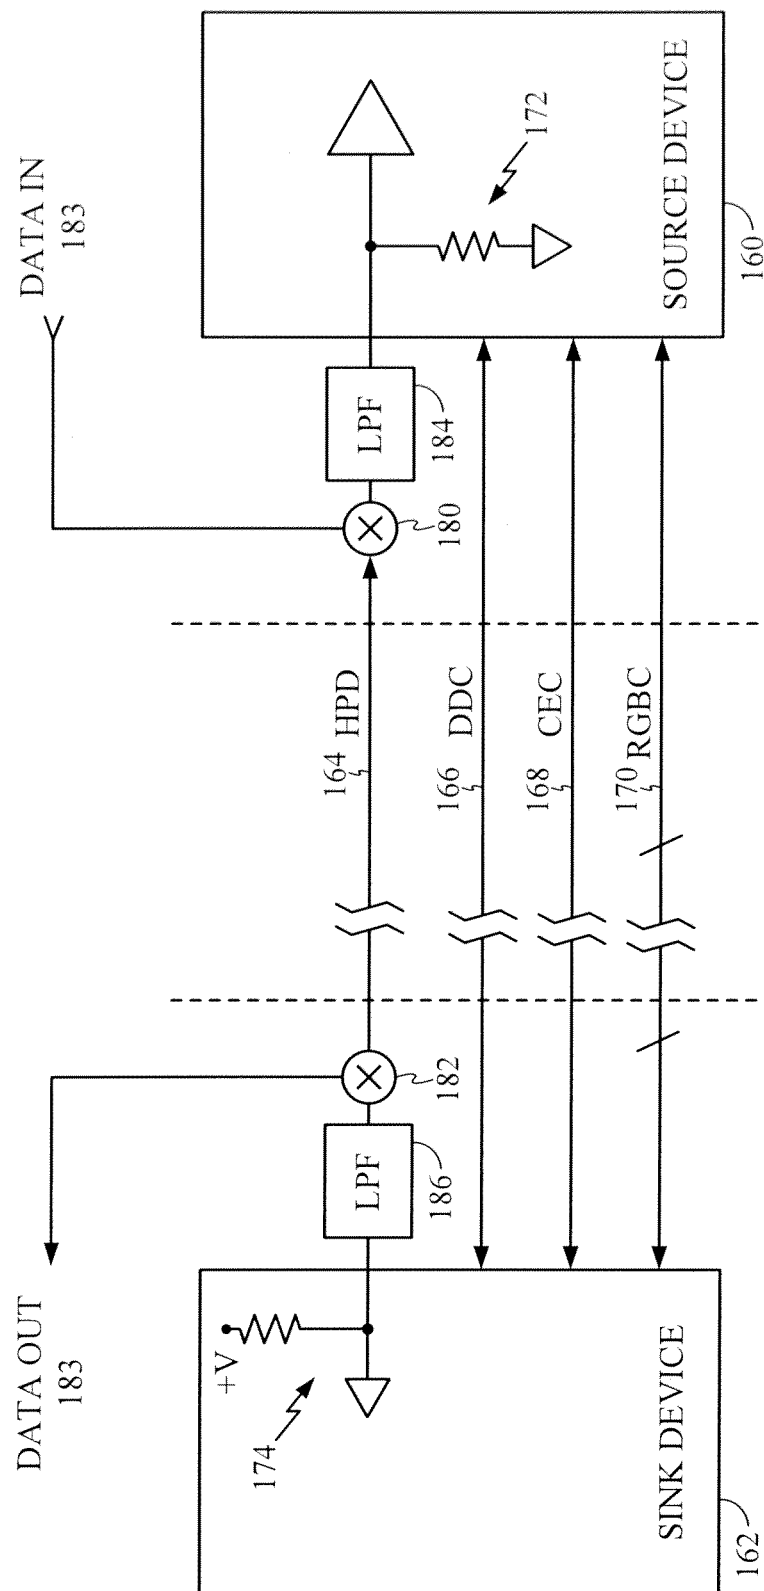 DATA OUT
183
DATA IN
183
+V
174
172
164 HPD
LPF
LPF
186
182
180
184
166 DDC
168 CEC
170 RGBC
SINK DEVICE
SOURCE DEVICE
162
160